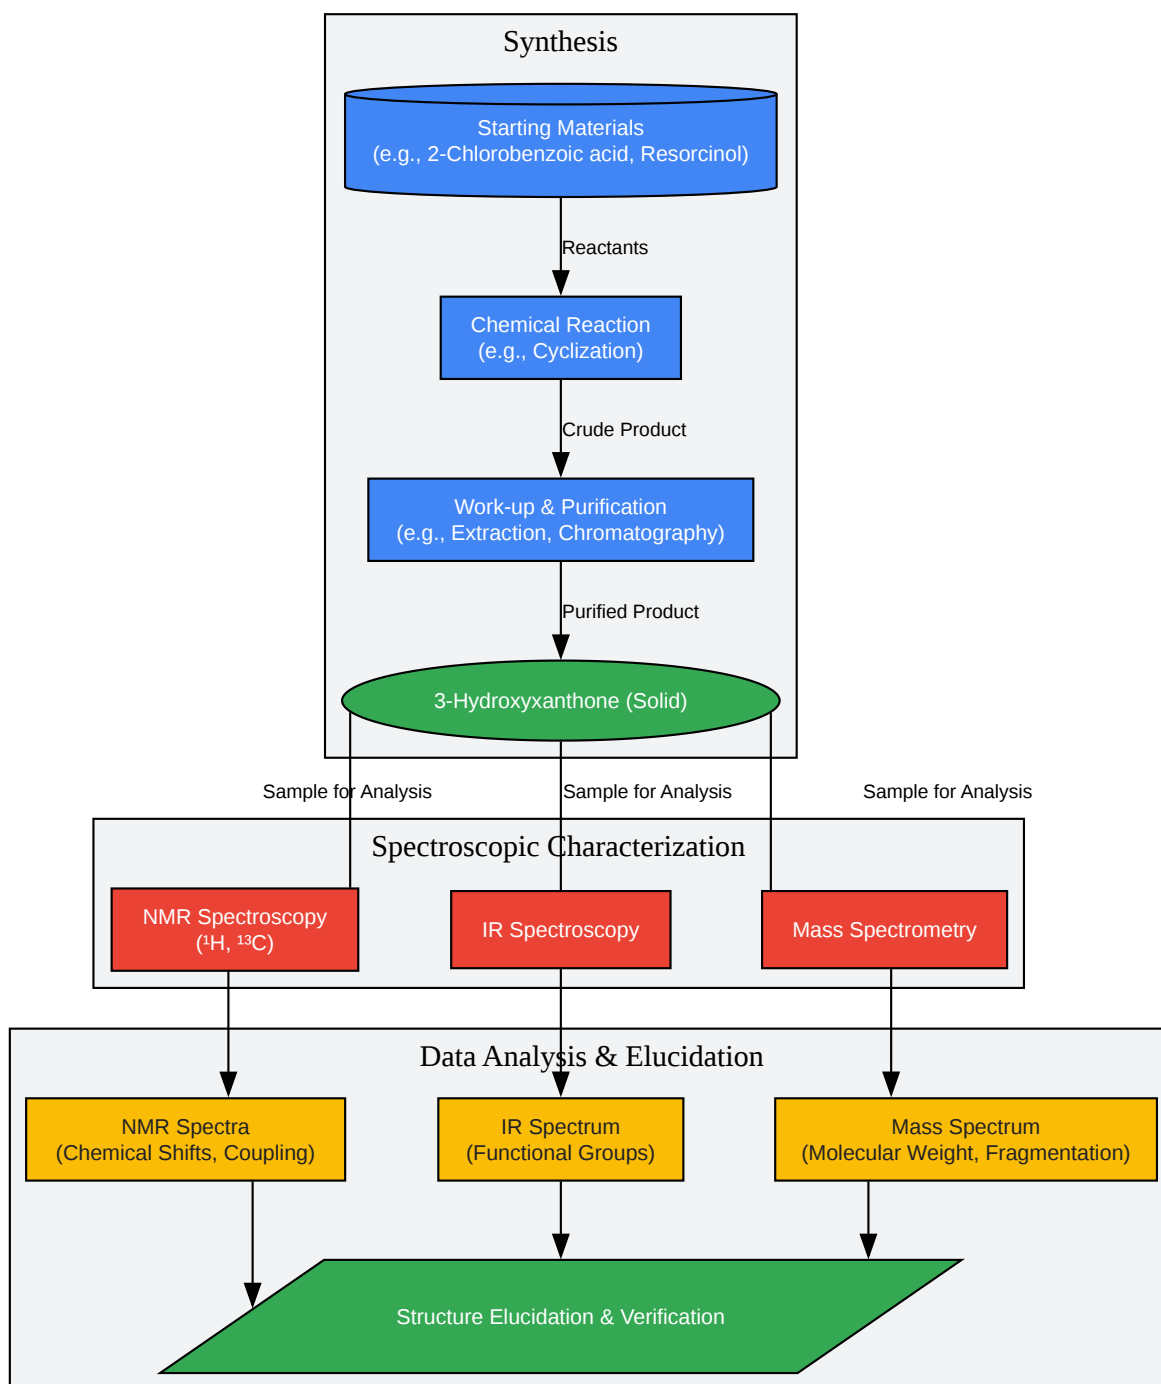 Synthesis
Starting Materials
(e.g., 2-Chlorobenzoic acid, Resorcinol)
Reactants
Chemical Reaction
(e.g., Cyclization)
Crude Product
Work-up & Purification
(e.g., Extraction, Chromatography)
Purified Product
3-Hydroxyxanthone (Solid)
Sample for Analysis
Sample for Analysis
Sample for Analysis
Spectroscopic Characterization
NMR Spectroscopy
(¹H, ¹³C)
IR Spectroscopy
Mass Spectrometry
Data Analysis & Elucidation
NMR Spectra
(Chemical Shifts, Coupling)
IR Spectrum
(Functional Groups)
Mass Spectrum
(Molecular Weight, Fragmentation)
Structure Elucidation & Verification